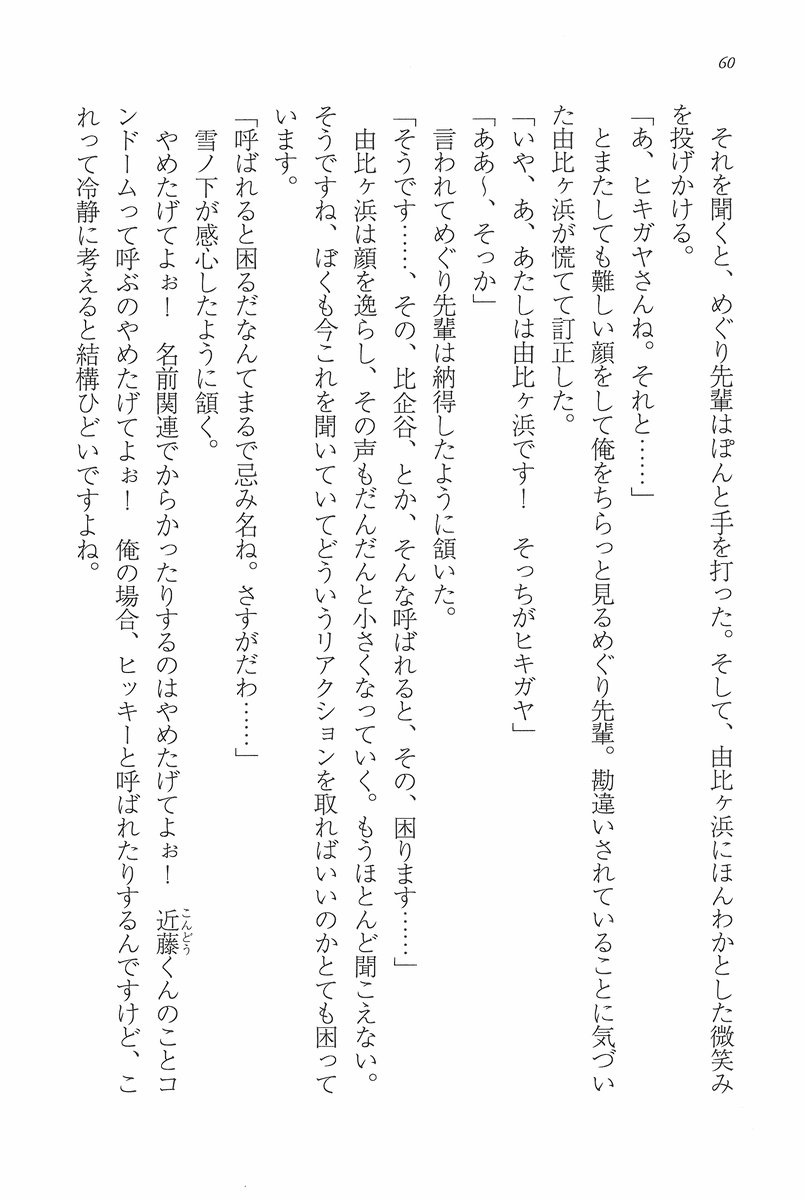 60
それを聞くと、めぐり先輩はぽんと手を打った。そして、由比ヶ浜にほんわかとした微笑み
を投げかける。
「あ、ヒキガヤさんね。それと……」
とまたしても難しい顔をして俺をちらっと見るめぐり先輩。勘違いされていることに気づい
た由比ヶ浜が慌てて訂正した。
「いや、あ、あたしは由比ヶ浜です！　そっちがヒキガヤ」
「ああ〜、そっか」
言われてめぐり先輩は納得したように頷いた。
「そうです……、その、比企谷、とか、そんな呼ばれると、その、困ります……」
由比ヶ浜は顔を逸らし、その声もだんだんと小さくなっていく。もうほとんど聞こえない。
そうですね、ぼくも今これを聞いていてどういうリアクションを取ればいいのかとても困って
います。
「呼ばれると困るだなんてまるで忌み名ね。さすがだわ……」
雪ノ下が感心したように頷く。
やめたげてよぉ！　名前関連でからかったりするのはやめたげてよぉ！　近藤くんのことコ
こんどう
ンドームって呼ぶのやめたげてよぉ！　俺の場合、ヒッキーと呼ばれたりするんですけど、こ
れって冷静に考えると結構ひどいですよね。